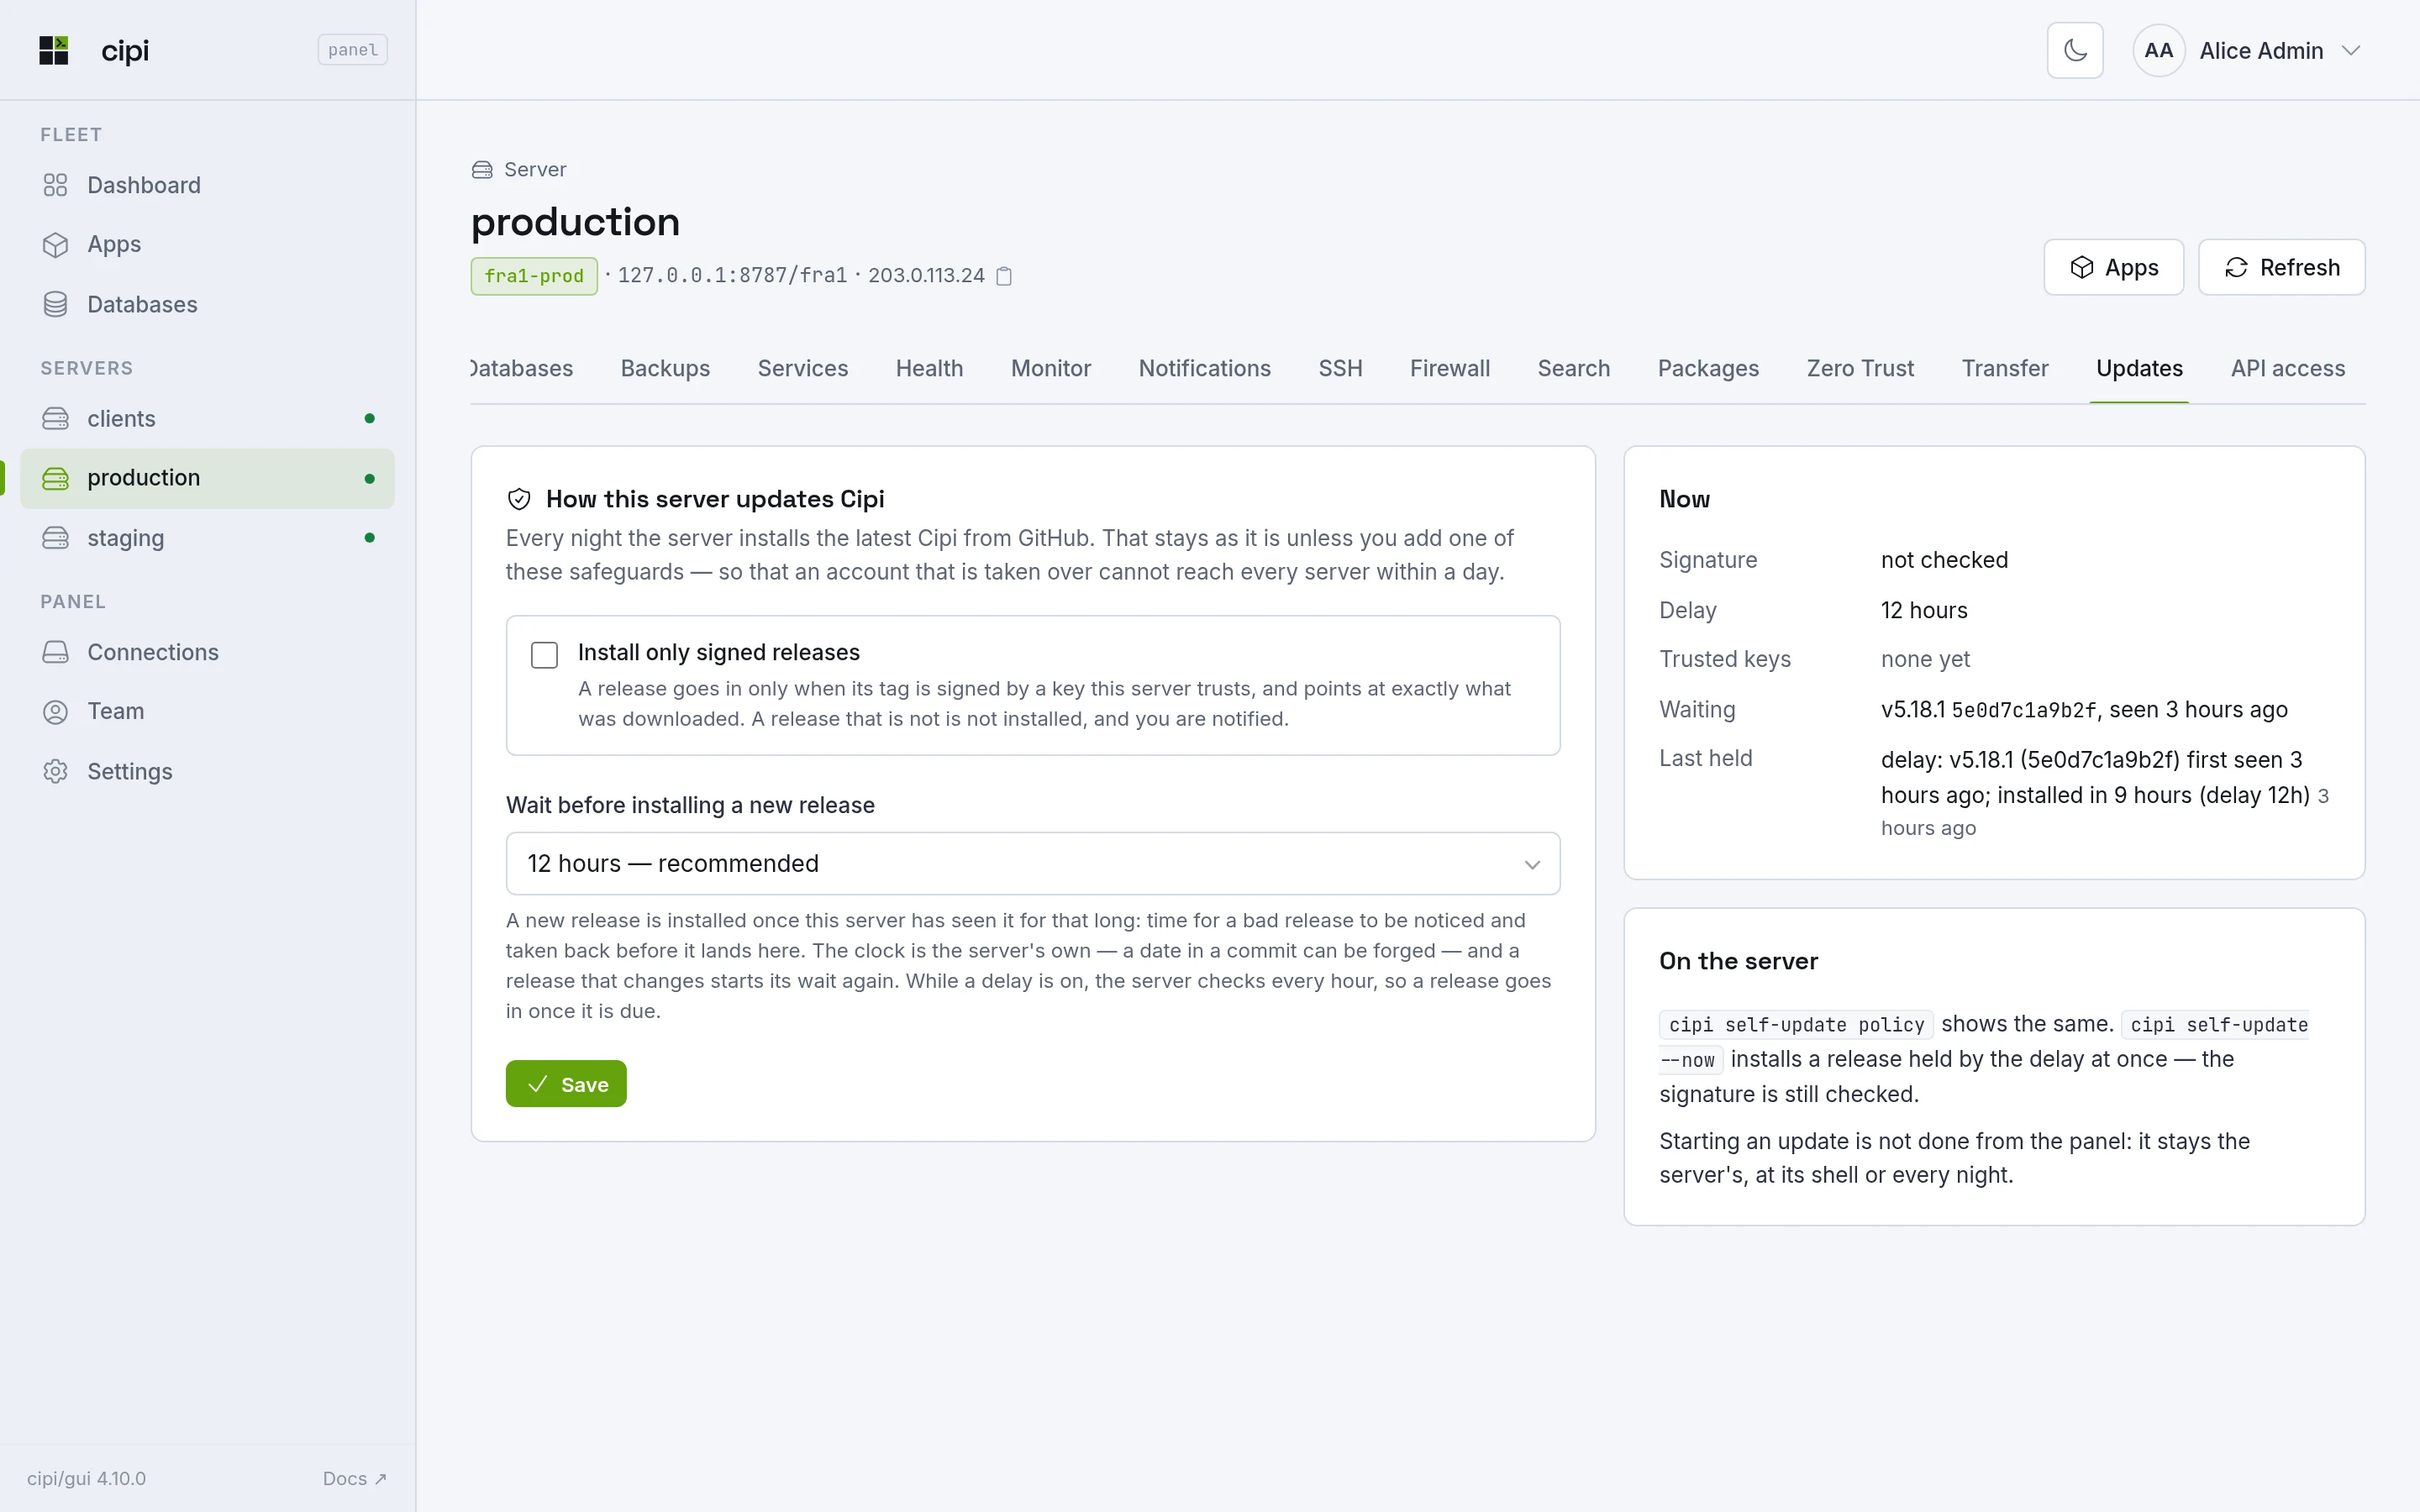 cipi
panel
AA
Alice Admin
FLEET
Dashboard
Apps
Databases
SERVERS
clients
production
staging
PANEL
Connections
Team
Settings
cipi/gui 4.10.0
Docs ↗
Server
production
fra1-prod · 127.0.0.1:8787/fra1 · 203.0.113.24
Apps
Refresh
Databases
Backups
Services
Health
Monitor
Notifications
SSH
Firewall
Search
Packages
Zero Trust
Transfer
Updates
API access
How this server updates Cipi
Every night the server installs the latest Cipi from GitHub. That stays as it is unless you add one of
these safeguards — so that an account that is taken over cannot reach every server within a day.
Install only signed releases
A release goes in only when its tag is signed by a key this server trusts, and points at exactly what
was downloaded. A release that is not is not installed, and you are notified.
Wait before installing a new release
12 hours — recommended
A new release is installed once this server has seen it for that long: time for a bad release to be noticed and
taken back before it lands here. The clock is the server's own — a date in a commit can be forged — and a
release that changes starts its wait again. While a delay is on, the server checks every hour, so a release goes
in once it is due.
Save
Now
Signature not checked
Delay 12 hours
Trusted keys none yet
Waiting v5.18.1 5e0d7c1a9b2f, seen 3 hours ago
Last held delay: v5.18.1 (5e0d7c1a9b2f) first seen 3
hours ago; installed in 9 hours (delay 12h) 3
hours ago
On the server
cipi self-update policy shows the same. cipi self-update
--now installs a release held by the delay at once — the
signature is still checked.
Starting an update is not done from the panel: it stays the
server's, at its shell or every night.